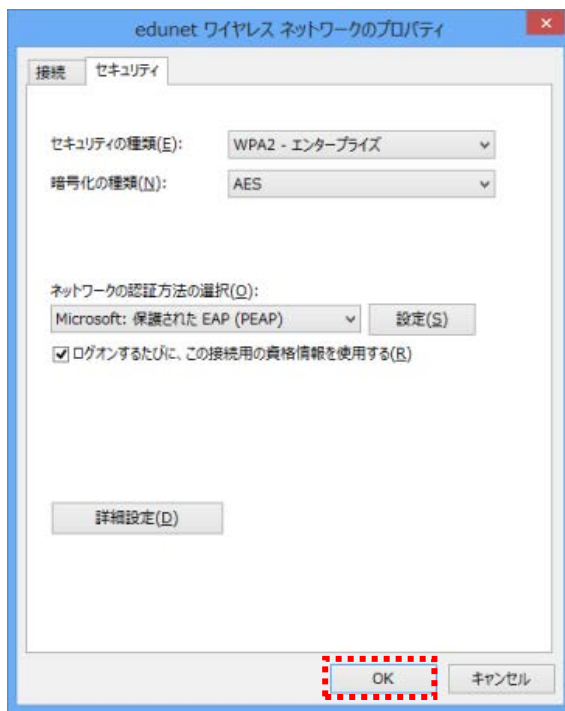 edunet ワイヤレス ネットワークのプロパティ
接続 セキュリティ
セキュリティの種類(E): WPA2 - エンタープライズ
暗号化の種類(N): AES
ネットワークの認証方法の選択(O):
Microsoft: 保護された EAP (PEAP) 設定(S)
ログオンするたびに、この接続用の資格情報を使用する(R)
詳細設定(D)
OK キャンセル